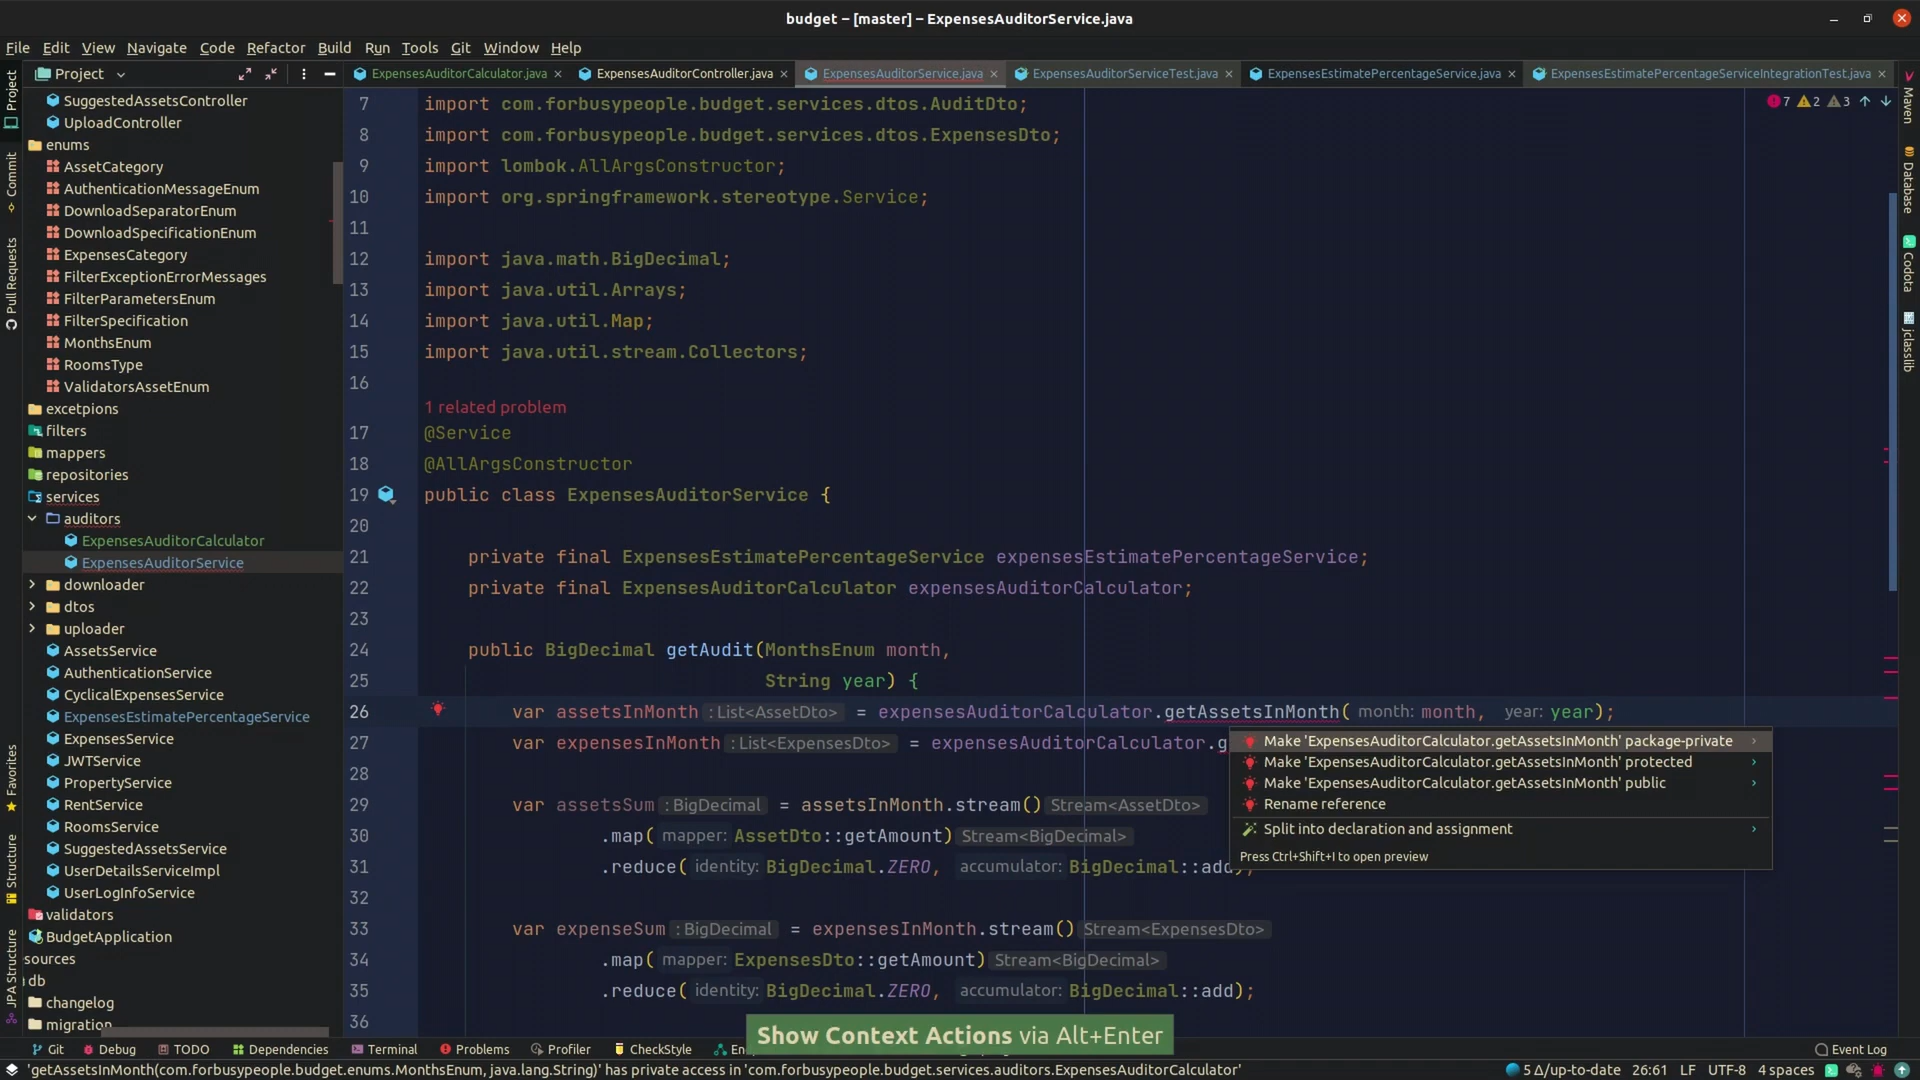 budget – [master] – ExpensesAuditorService.java
File Edit View Navigate Code Refactor Build Run Tools Git Window Help
Project
ExpensesAuditorCalculator.java
ExpensesAuditorController.java
ExpensesAuditorService.java
ExpensesAuditorServiceTest.java
ExpensesEstimatePercentageService.java
ExpensesEstimatePercentageServiceIntegrationTest.java
Project
Commit
Pull Requests
Favorites
Structure
JPA Structure
SuggestedAssetsController
UploadController
enums
AssetCategory
AuthenticationMessageEnum
DownloadSeparatorEnum
DownloadSpecificationEnum
ExpensesCategory
FilterExceptionErrorMessages
FilterParametersEnum
FilterSpecification
MonthsEnum
RoomsType
ValidatorsAssetEnum
excetpions
filters
mappers
repositories
services
auditors
ExpensesAuditorCalculator
ExpensesAuditorService
downloader
dtos
uploader
AssetsService
AuthenticationService
CyclicalExpensesService
ExpensesEstimatePercentageService
ExpensesService
JWTService
PropertyService
RentService
RoomsService
SuggestedAssetsService
UserDetailsServiceImpl
UserLogInfoService
validators
BudgetApplication
sources
db
changelog
migration
7 2 3
7 import com.forbusypeople.budget.services.dtos.AuditDto;
8 import com.forbusypeople.budget.services.dtos.ExpensesDto;
9 import lombok.AllArgsConstructor;
10 import org.springframework.stereotype.Service;
11
12 import java.math.BigDecimal;
13 import java.util.Arrays;
14 import java.util.Map;
15 import java.util.stream.Collectors;
16
1 related problem
17 @Service
18 @AllArgsConstructor
19 public class ExpensesAuditorService {
20
21 private final ExpensesEstimatePercentageService expensesEstimatePercentageService;
22 private final ExpensesAuditorCalculator expensesAuditorCalculator;
23
24 public BigDecimal getAudit(MonthsEnum month,
25 String year) {
26 var assetsInMonth : List<AssetDto> = expensesAuditorCalculator.getAssetsInMonth( month: month, year: year);
27 var expensesInMonth : List<ExpensesDto> = expensesAuditorCalculator.g
28
29 var assetsSum : BigDecimal = assetsInMonth.stream() Stream<AssetDto>
30 .map( mapper: AssetDto::getAmount) Stream<BigDecimal>
31 .reduce( identity: BigDecimal.ZERO, accumulator: BigDecimal::add);
32
33 var expenseSum : BigDecimal = expensesInMonth.stream() Stream<ExpensesDto>
34 .map( mapper: ExpensesDto::getAmount) Stream<BigDecimal>
35 .reduce( identity: BigDecimal.ZERO, accumulator: BigDecimal::add);
36
Make 'ExpensesAuditorCalculator.getAssetsInMonth' package-private
Make 'ExpensesAuditorCalculator.getAssetsInMonth' protected
Make 'ExpensesAuditorCalculator.getAssetsInMonth' public
Rename reference
Split into declaration and assignment
Press Ctrl+Shift+I to open preview
Maven
Database
Codota
jclasslib
Show Context Actions via Alt+Enter
Git Debug TODO Dependencies Terminal Problems Profiler CheckStyle Event Log
'getAssetsInMonth(com.forbusypeople.budget.enums.MonthsEnum, java.lang.String)' has private access in 'com.forbusypeople.budget.services.auditors.ExpensesAuditorCalculator' 5 Δ/up-to-date 26:61 LF UTF-8 4 spaces